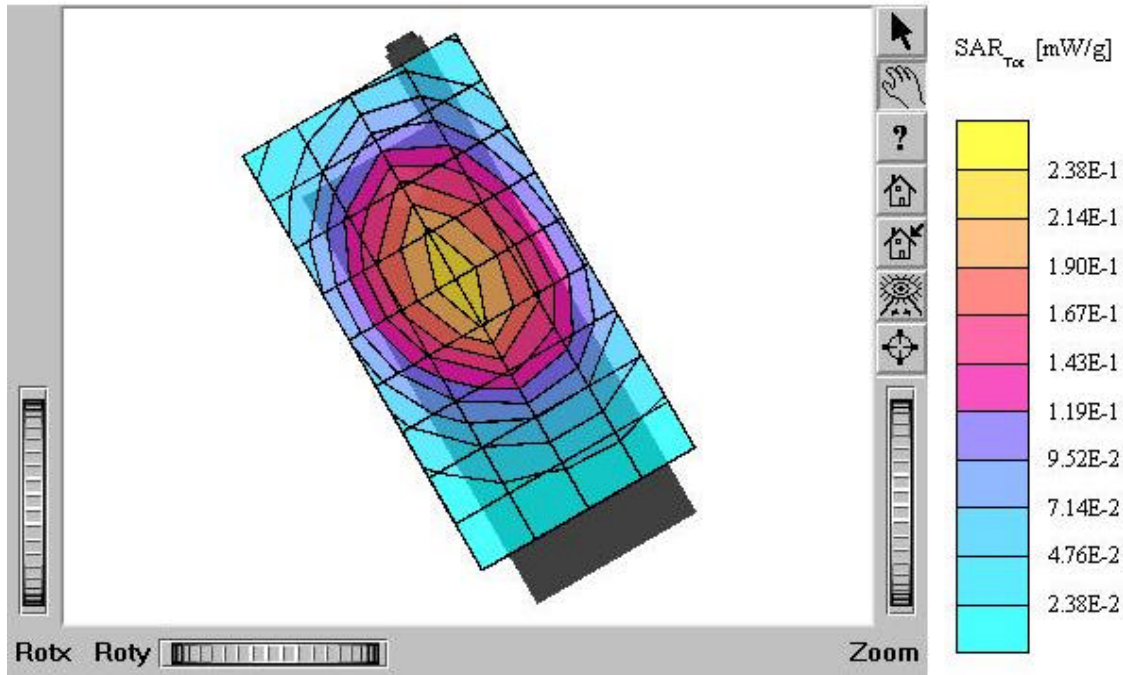 SAR_Tot [mW/g]
?
2.38E-1
2.14E-1
1.90E-1
1.67E-1
1.43E-1
1.19E-1
9.52E-2
7.14E-2
4.76E-2
2.38E-2
Rotx Roty Zoom